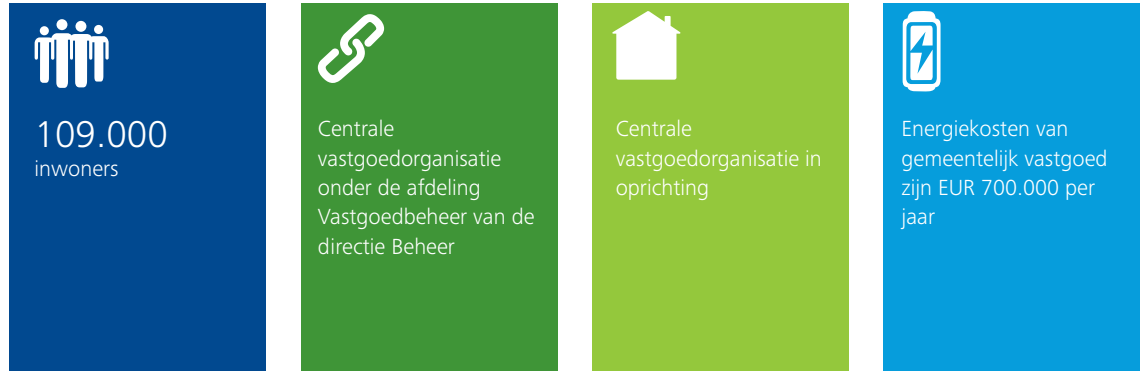 109.000
inwoners
Centrale
vastgoedorganisatie
onder de afdeling
Vastgoedbeheer van de
directie Beheer
Centrale
vastgoedorganisatie in
oprichting
Energiekosten van
gemeentelijk vastgoed
zijn EUR 700.000 per
jaar